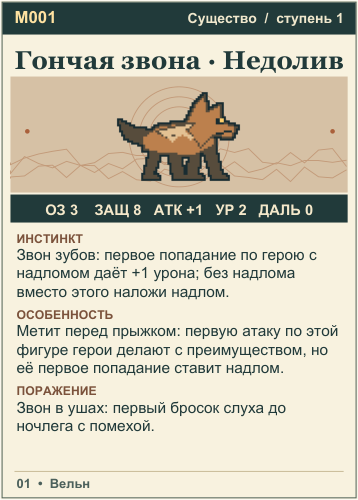 M001 Существо / ступень 1
Гончая звона · Недолив
ОЗ 3 ЗАЩ 8 АТК +1 УР 2 ДАЛЬ 0
ИНСТИНКТ
Звон зубов: первое попадание по герою с
надломом даёт +1 урона; без надлома
вместо этого наложи надлом.
ОСОБЕННОСТЬ
Метит перед прыжком: первую атаку по этой
фигуре герои делают с преимуществом, но
её первое попадание ставит надлом.
ПОРАЖЕНИЕ
Звон в ушах: первый бросок слуха до
ночлега с помехой.
01 • Вельн